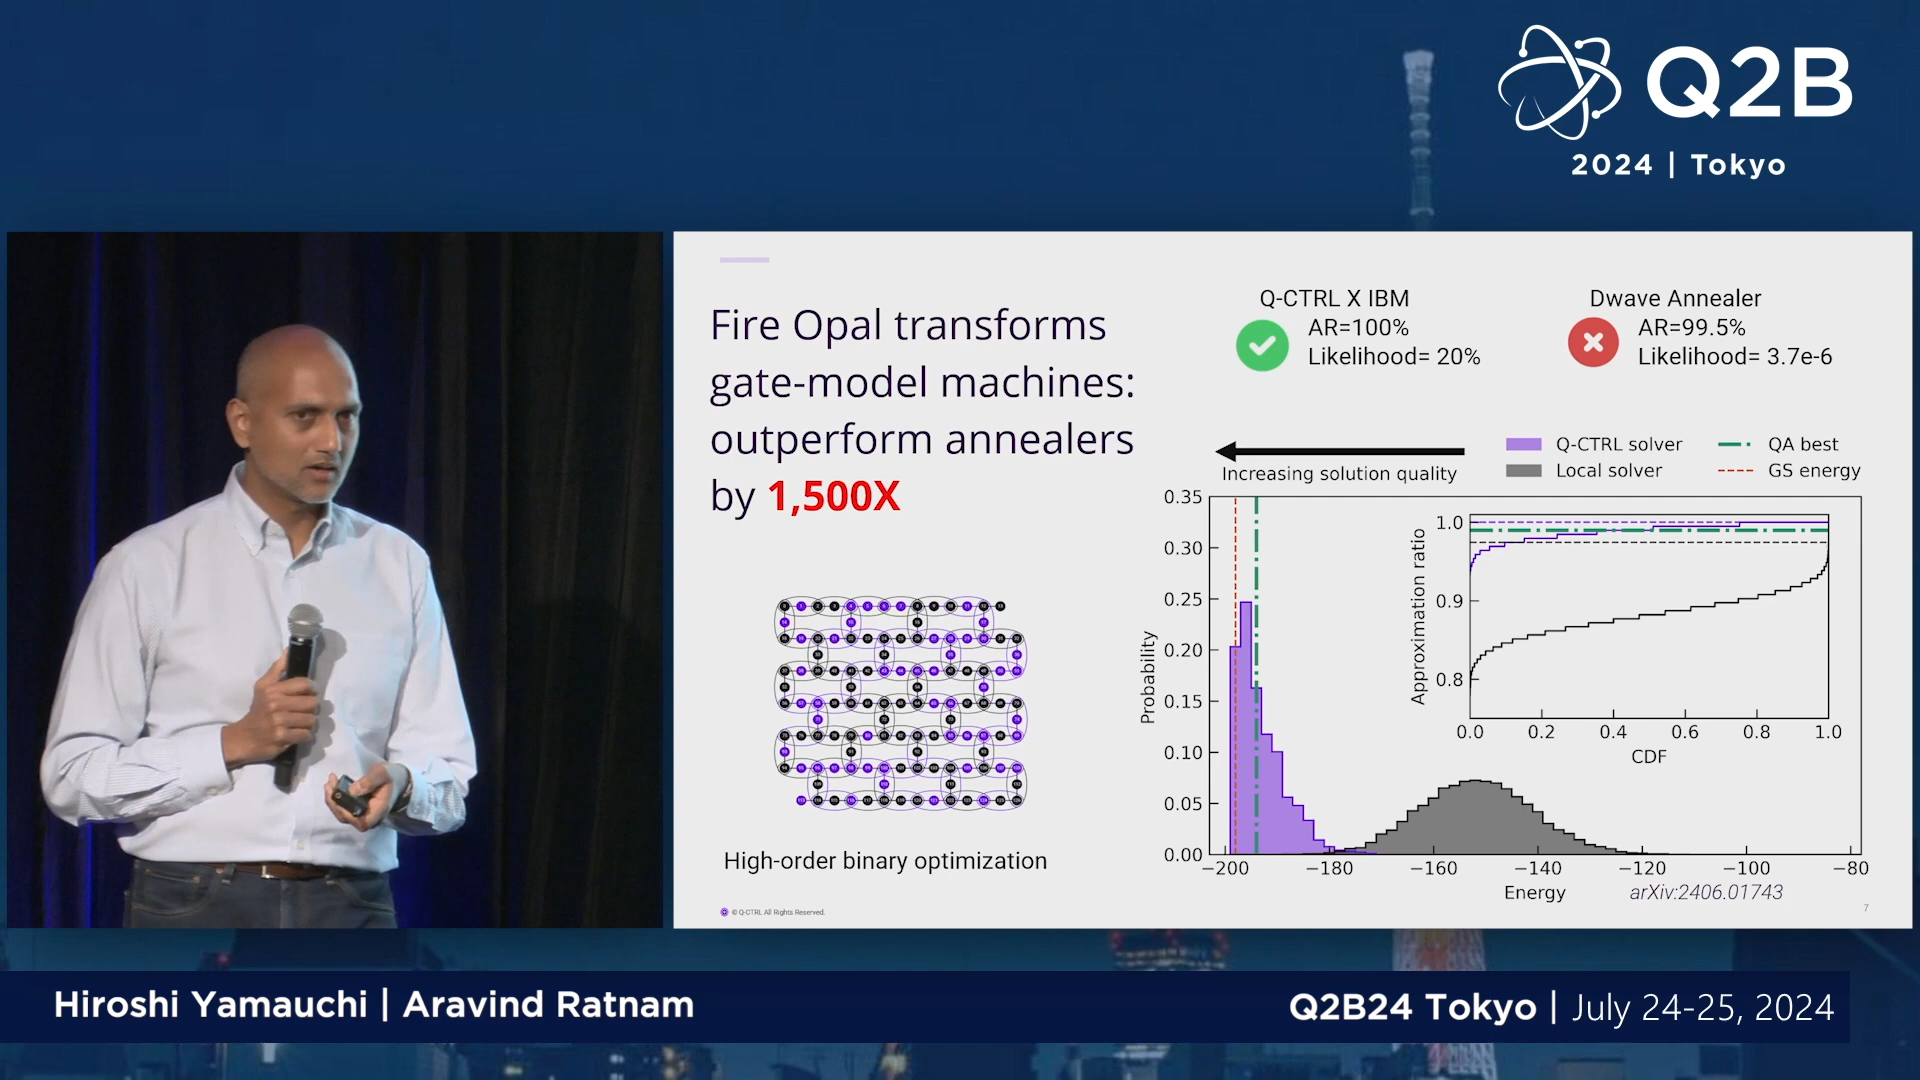 Q2B
2024 | Tokyo
Fire Opal transforms
gate-model machines:
outperform annealers
by 1,500X
High-order binary optimization
© Q-CTRL All Rights Reserved.
Q-CTRL X IBM
AR=100%
Likelihood= 20%
Dwave Annealer
AR=99.5%
Likelihood= 3.7e-6
Increasing solution quality
Q-CTRL solver
Local solver
QA best
GS energy
Probability
0.35
0.30
0.25
0.20
0.15
0.10
0.05
0.00
−200 −180 −160 −140 −120 −100 −80
Energy
Approximation ratio
1.0
0.9
0.8
0.0 0.2 0.4 0.6 0.8 1.0
CDF
arXiv:2406.01743
7
Hiroshi Yamauchi | Aravind Ratnam
Q2B24 Tokyo | July 24-25, 2024